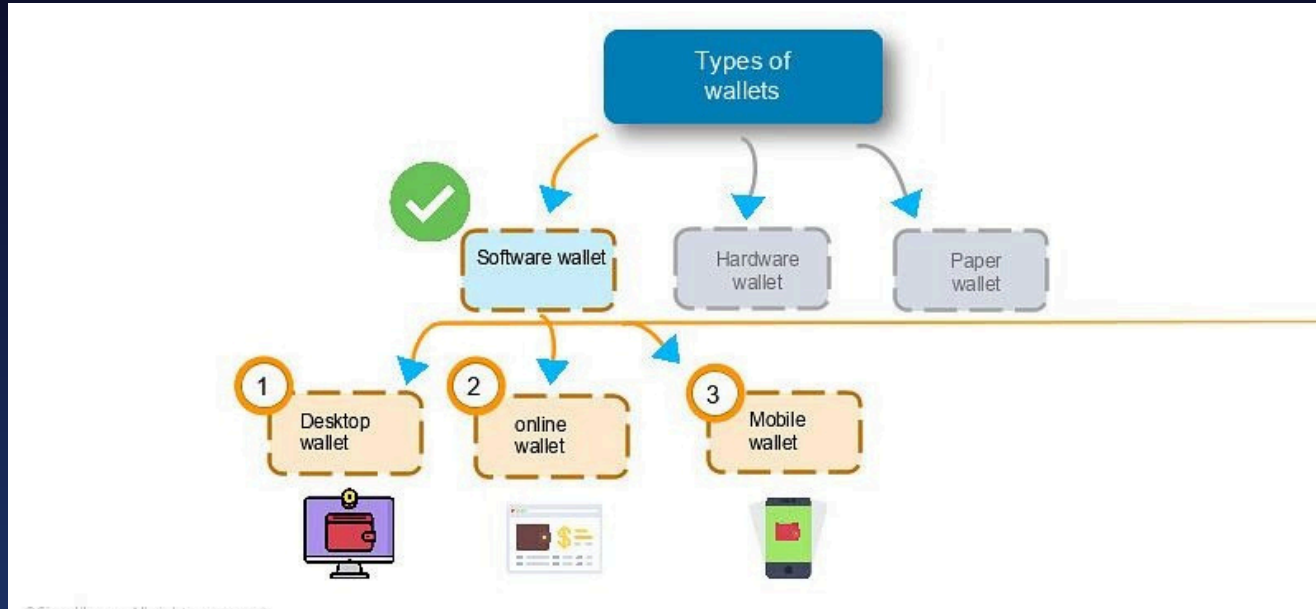 Types of
wallets
Software wallet
Hardware
wallet
Paper
wallet
1
Desktop
wallet
2
online
wallet
3
Mobile
wallet